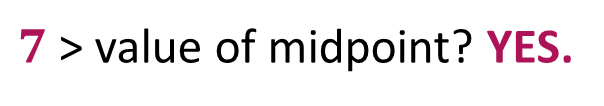 7 > value of midpoint? YES.